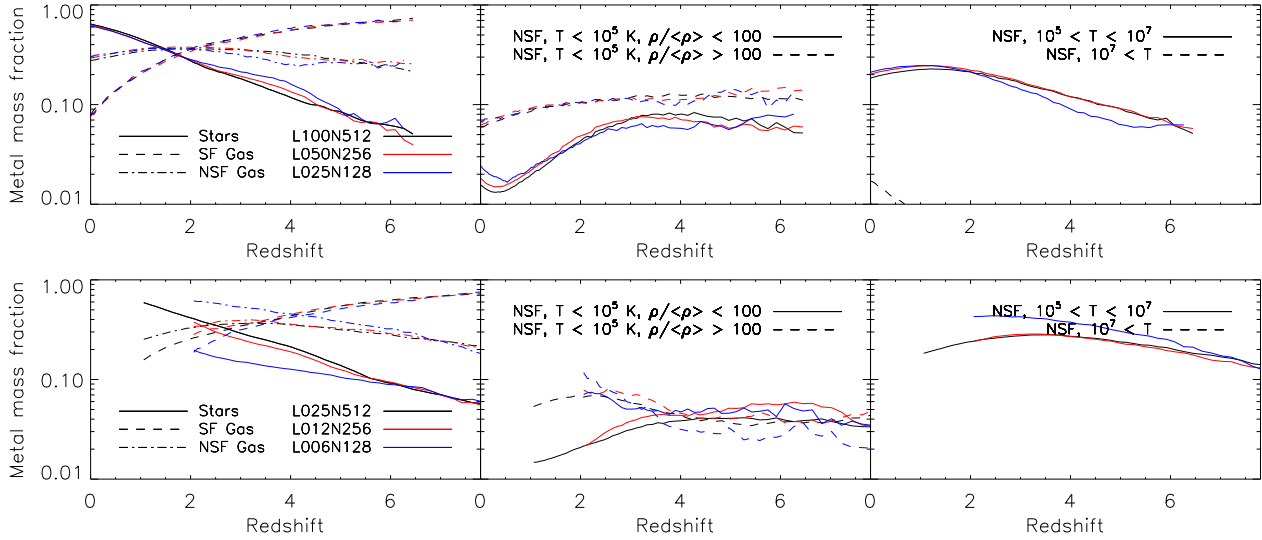 Metal mass fraction
1.00
0.10
0.01
Stars L100N512
SF Gas L050N256
NSF Gas L025N128
0 2 4 6
Redshift
NSF, T < 10⁵ K, ρ/<ρ> < 100
NSF, T < 10⁵ K, ρ/<ρ> > 100
0 2 4 6
Redshift
NSF, 10⁵ < T < 10⁷
10⁷ < T
0 2 4 6
Redshift
Metal mass fraction
1.00
0.10
0.01
Stars L025N512
SF Gas L012N256
NSF Gas L006N128
0 2 4 6
Redshift
NSF, T < 10⁵ K, ρ/<ρ> < 100
NSF, T < 10⁵ K, ρ/<ρ> > 100
0 2 4 6
Redshift
NSF, 10⁵ < T < 10⁷
NSF, 10⁷ < T
0 2 4 6
Redshift